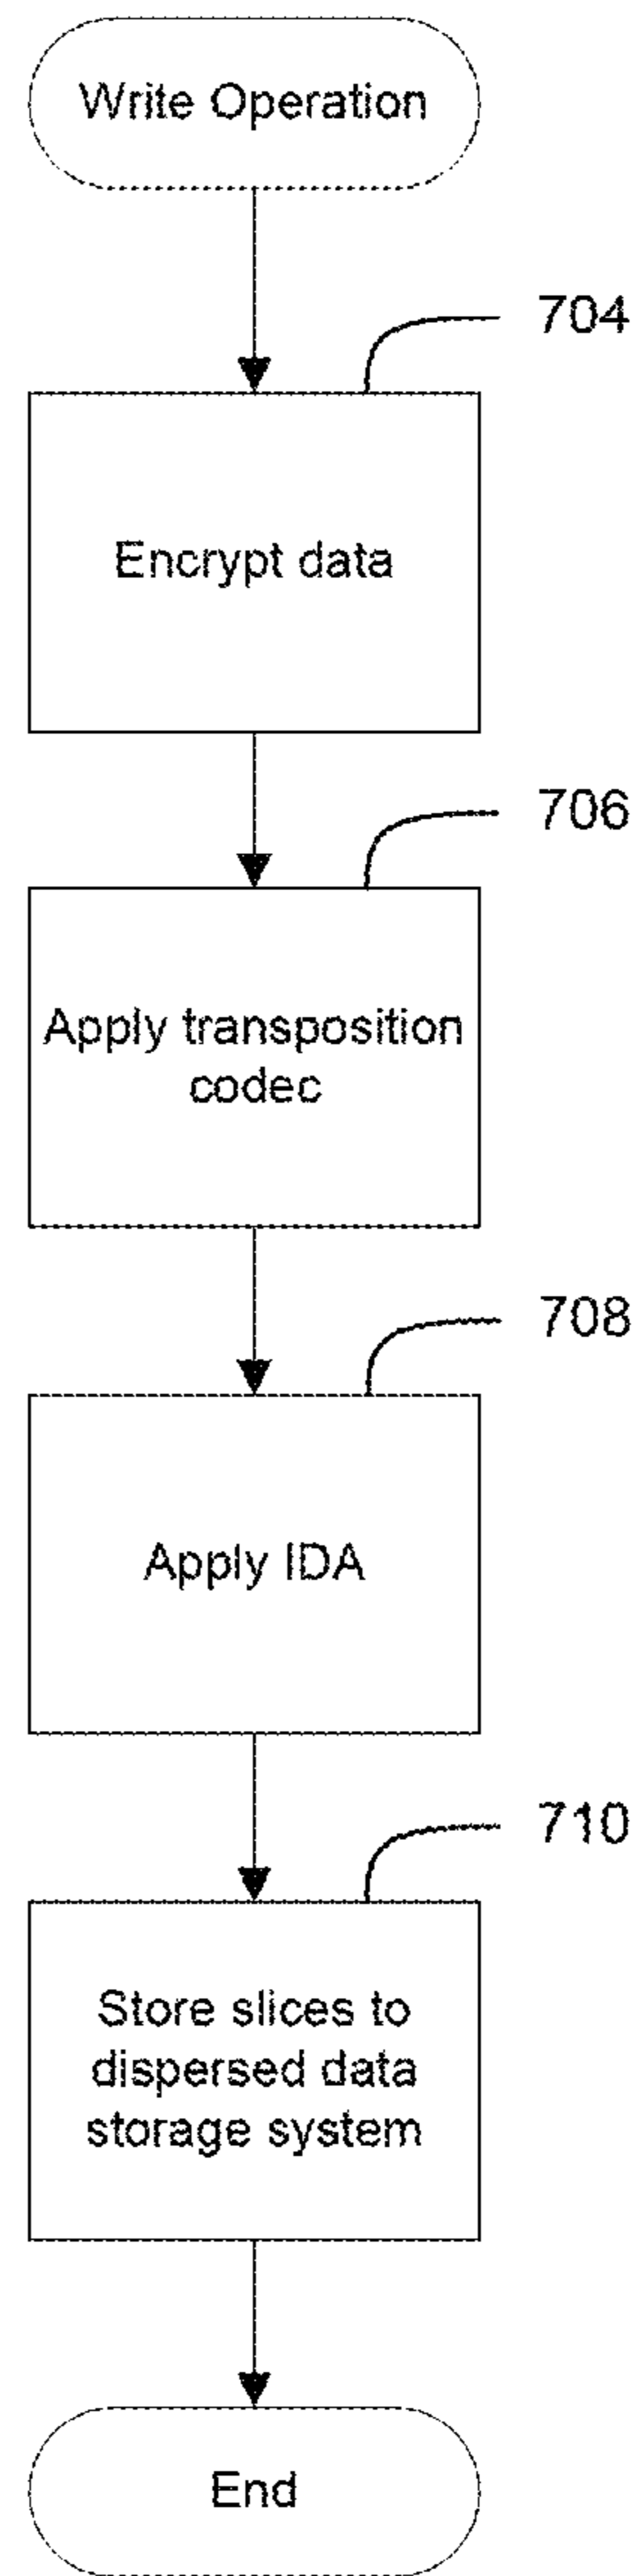 Write Operation
704
Encrypt data
706
Apply transposition
codec
708
Apply IDA
710
Store slices to
dispersed data
storage system
End